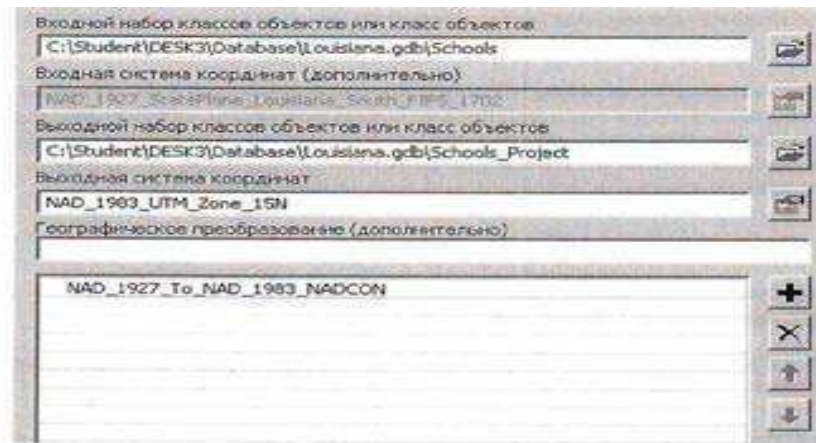 Входной набор классов объектов или класс объектов
C:\Student\DESK3\Database\Louisiana.gdb\Schools
Входная система координат (дополнительно)
NAD_1927_StatePlane_Louisiana_South_FIPS_1702
Выходной набор классов объектов или класс объектов
C:\Student\DESK3\Database\Louisiana.gdb\Schools_Project
Выходная система координат
NAD_1983_UTM_Zone_15N
Географическое преобразование (дополнительно)
NAD_1927_To_NAD_1983_NADCON